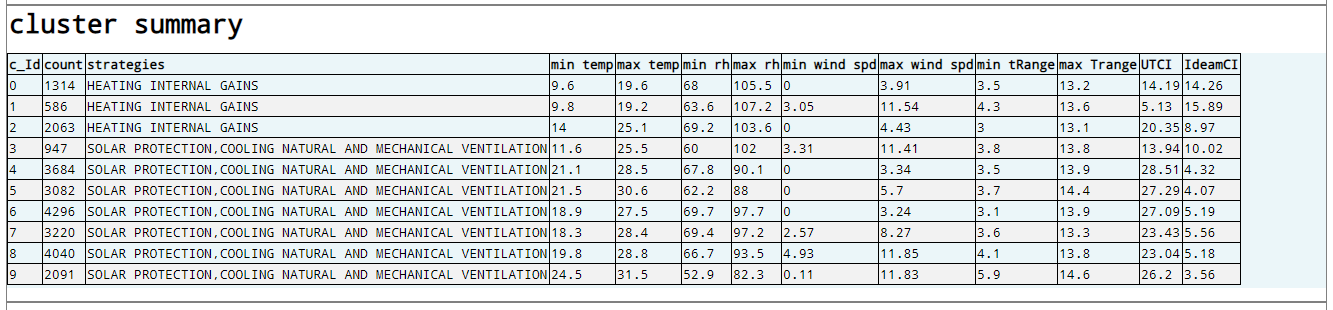 cluster summary
c_Id count strategies min temp max temp min rh max rh min wind spd max wind spd min tRange max Trange UTCI IdeamCI
0 1314 HEATING INTERNAL GAINS 9.6 19.6 68 105.5 0 3.91 3.5 13.2 14.19 14.26
1 586 HEATING INTERNAL GAINS 9.8 19.2 63.6 107.2 3.05 11.54 4.3 13.6 5.13 15.89
2 2063 HEATING INTERNAL GAINS 14 25.1 69.2 103.6 0 4.43 3 13.1 20.35 8.97
3 947 SOLAR PROTECTION,COOLING NATURAL AND MECHANICAL VENTILATION 11.6 25.5 60 102 3.31 11.41 3.8 13.8 13.94 10.02
4 3684 SOLAR PROTECTION,COOLING NATURAL AND MECHANICAL VENTILATION 21.1 28.5 67.8 90.1 0 3.34 3.5 13.9 28.51 4.32
5 3082 SOLAR PROTECTION,COOLING NATURAL AND MECHANICAL VENTILATION 21.5 30.6 62.2 88 0 5.7 3.7 14.4 27.29 4.07
6 4296 SOLAR PROTECTION,COOLING NATURAL AND MECHANICAL VENTILATION 18.9 27.5 69.7 97.7 0 3.24 3.1 13.9 27.09 5.19
7 3220 SOLAR PROTECTION,COOLING NATURAL AND MECHANICAL VENTILATION 18.3 28.4 69.4 97.2 2.57 8.27 3.6 13.3 23.43 5.56
8 4040 SOLAR PROTECTION,COOLING NATURAL AND MECHANICAL VENTILATION 19.8 28.8 66.7 93.5 4.93 11.85 4.1 13.8 23.04 5.18
9 2091 SOLAR PROTECTION,COOLING NATURAL AND MECHANICAL VENTILATION 24.5 31.5 52.9 82.3 0.11 11.83 5.9 14.6 26.2 3.56